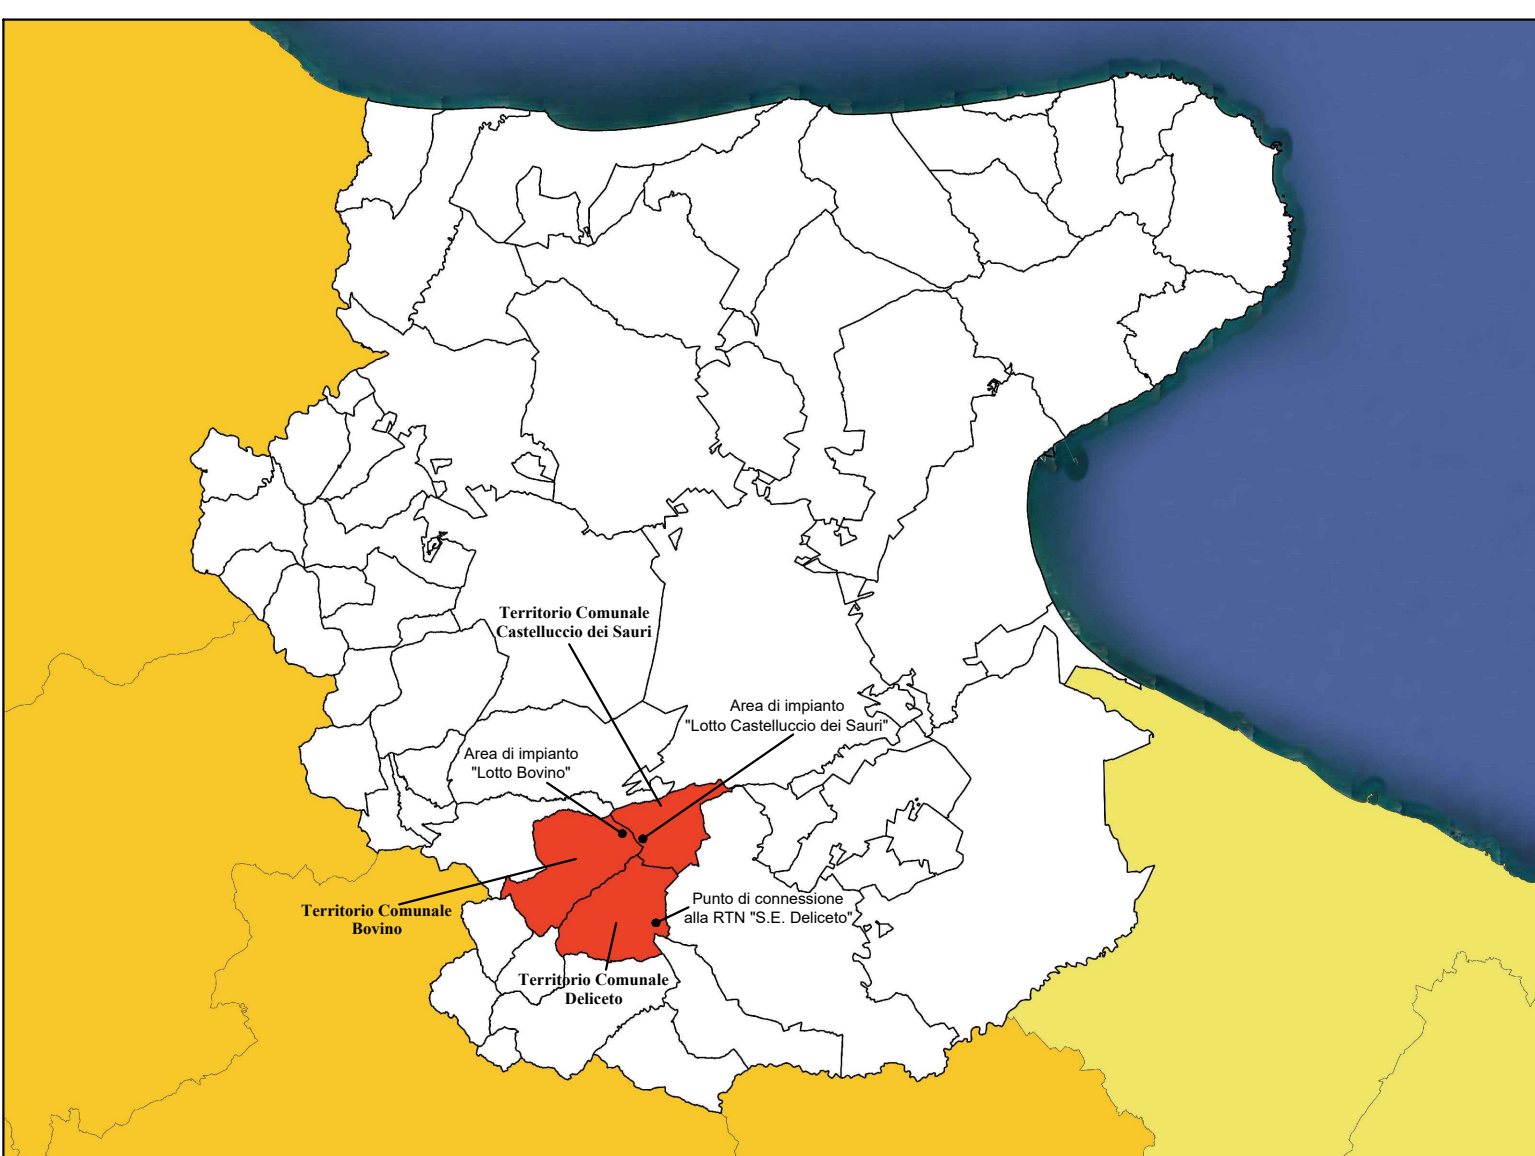 Territorio Comunale
Castelluccio dei Sauri
Area di impianto
"Lotto Castelluccio dei Sauri"
Area di impianto
"Lotto Bovino"
Punto di connessione
alla RTN "S.E. Deliceto"
Territorio Comunale
Bovino
Territorio Comunale
Deliceto